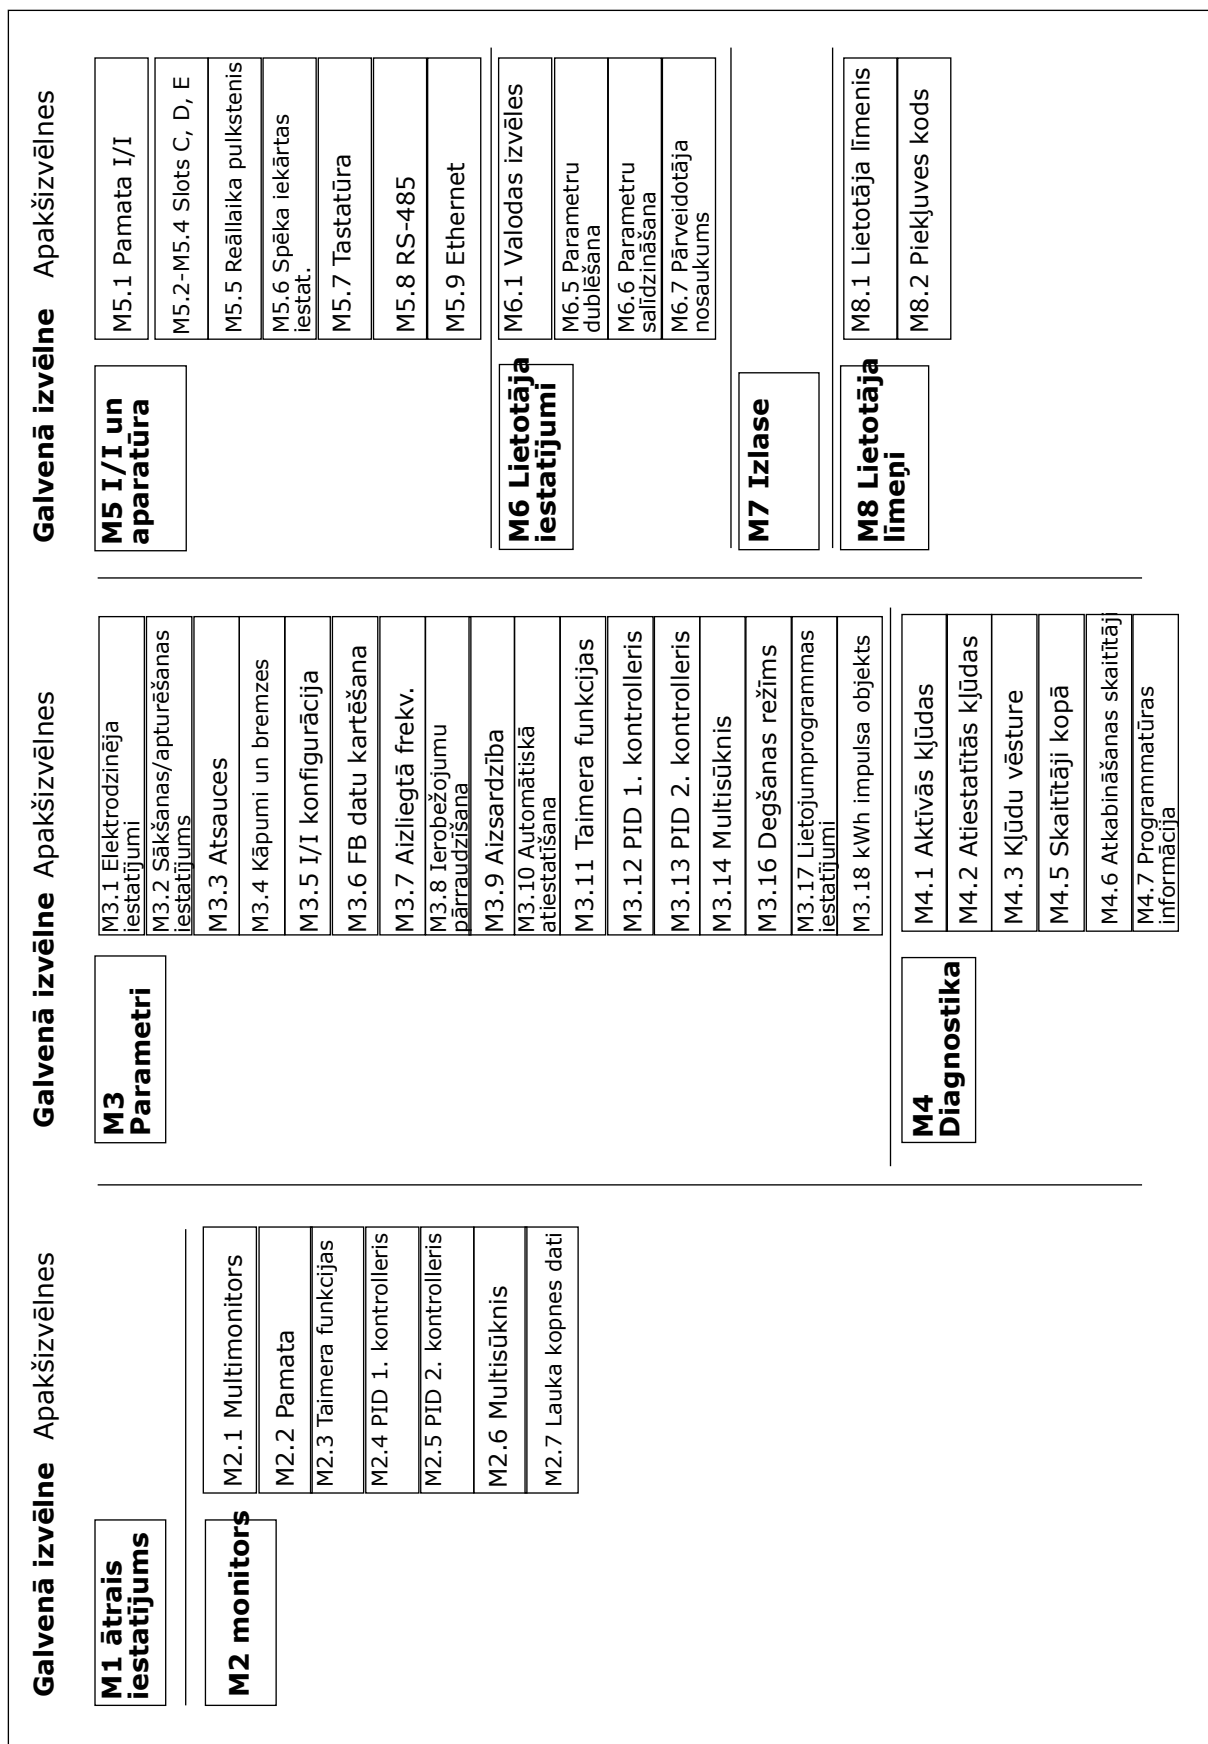 Galvenā izvēlne Apakšizvēlnes
M1 ātrais
iestatījums
M2 monitors
M2.1 Multimonitors
M2.2 Pamata
M2.3 Taimera funkcijas
M2.4 PID 1. kontrolleris
M2.5 PID 2. kontrolleris
M2.6 Multisūknis
M2.7 Lauka kopnes dati
Galvenā izvēlne Apakšizvēlnes
M3
Parametri
M3.1 Elektrodzinēja
iestatījumi
M3.2 Sākšanas/apturēšanas
iestatījums
M3.3 Atsauces
M3.4 Kāpumi un bremzes
M3.5 I/I konfigurācija
M3.6 FB datu kartēšana
M3.7 Aizliegtā frekv.
M3.8 Ierobežojumu
pārraudzīšana
M3.9 Aizsardzība
M3.10 Automātiskā
atiestatīšana
M3.11 Taimera funkcijas
M3.12 PID 1. kontrolleris
M3.13 PID 2. kontrolleris
M3.14 Multisūknis
M3.16 Degšanas režīms
M3.17 Lietojumprogrammas
iestatījumi
M3.18 kWh impulsa objekts
M4
Diagnostika
M4.1 Aktīvās kļūdas
M4.2 Atiestatītās kļūdas
M4.3 Kļūdu vēsture
M4.5 Skaitītāji kopā
M4.6 Atkabināšanas skaitītāji
M4.7 Programmatūras
informācija
Galvenā izvēlne Apakšizvēlnes
M5 I/I un
aparatūra
M5.1 Pamata I/I
M5.2-M5.4 Slots C, D, E
M5.5 Reāllaika pulkstenis
M5.6 Spēka iekārtas
iestat.
M5.7 Tastatūra
M5.8 RS-485
M5.9 Ethernet
M6 Lietotāja
iestatījumi
M6.1 Valodas izvēles
M6.5 Parametru
dublēšana
M6.6 Parametru
salīdzināšana
M6.7 Pārveidotāja
nosaukums
M7 Izlase
M8 Lietotāja
līmeņi
M8.1 Lietotāja līmenis
M8.2 Piekļuves kods